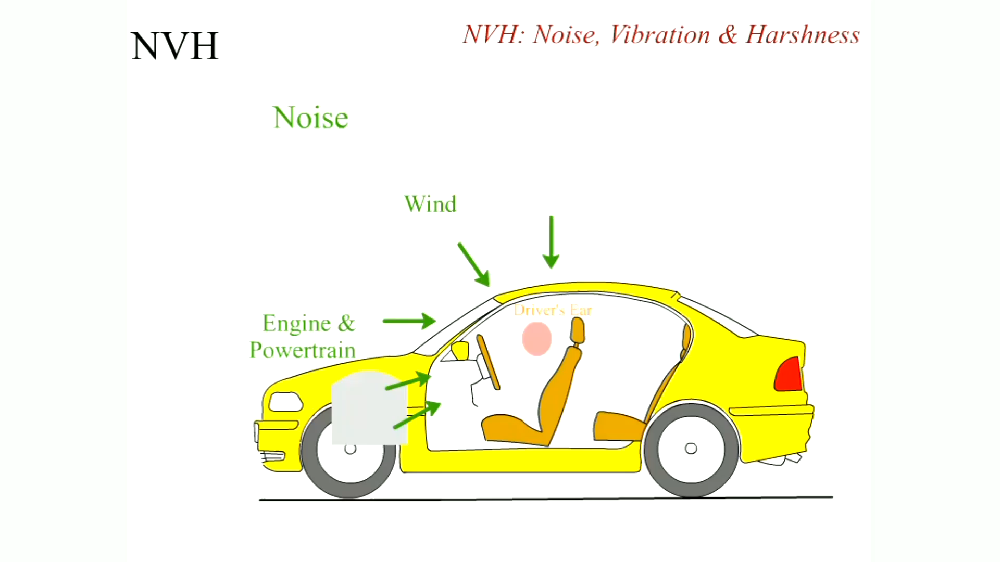 NVH
NVH: Noise, Vibration & Harshness
Noise
Wind
Engine &
Powertrain
Driver's Ear